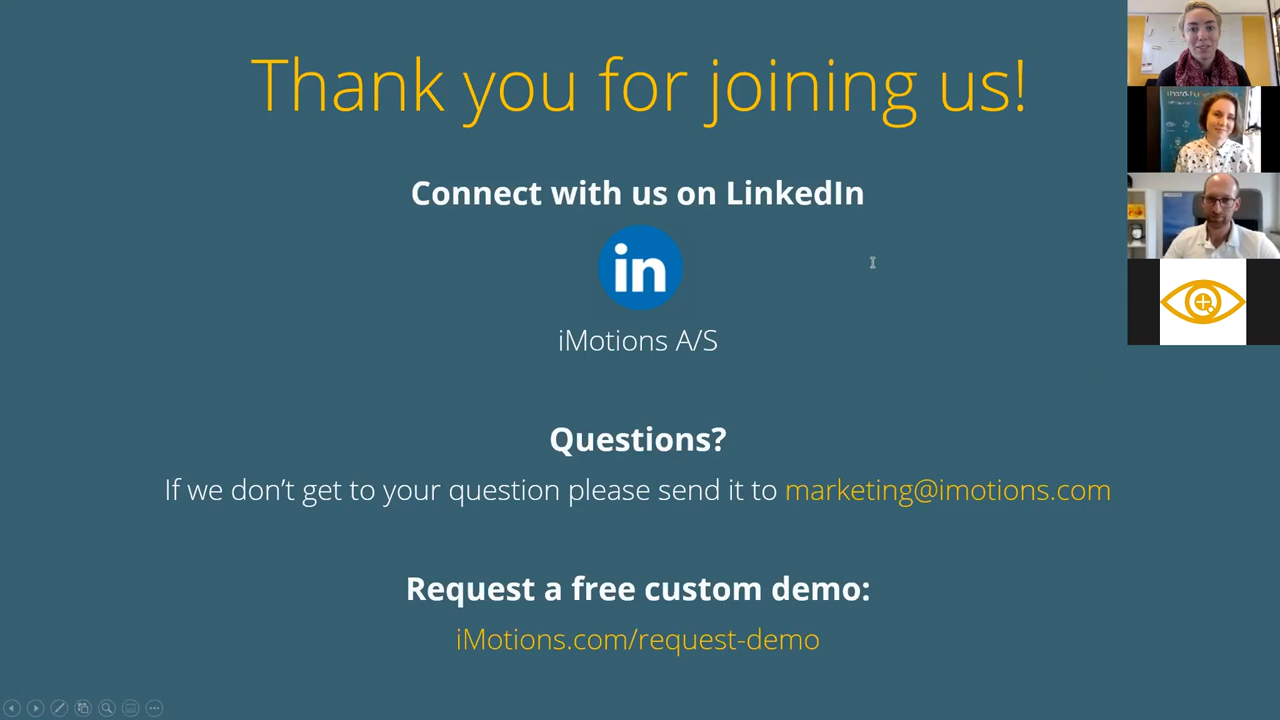 Thank you for joining us!
Connect with us on LinkedIn
in
iMotions A/S
Questions?
If we don't get to your question please send it to marketing@imotions.com
Request a free custom demo:
iMotions.com/request-demo